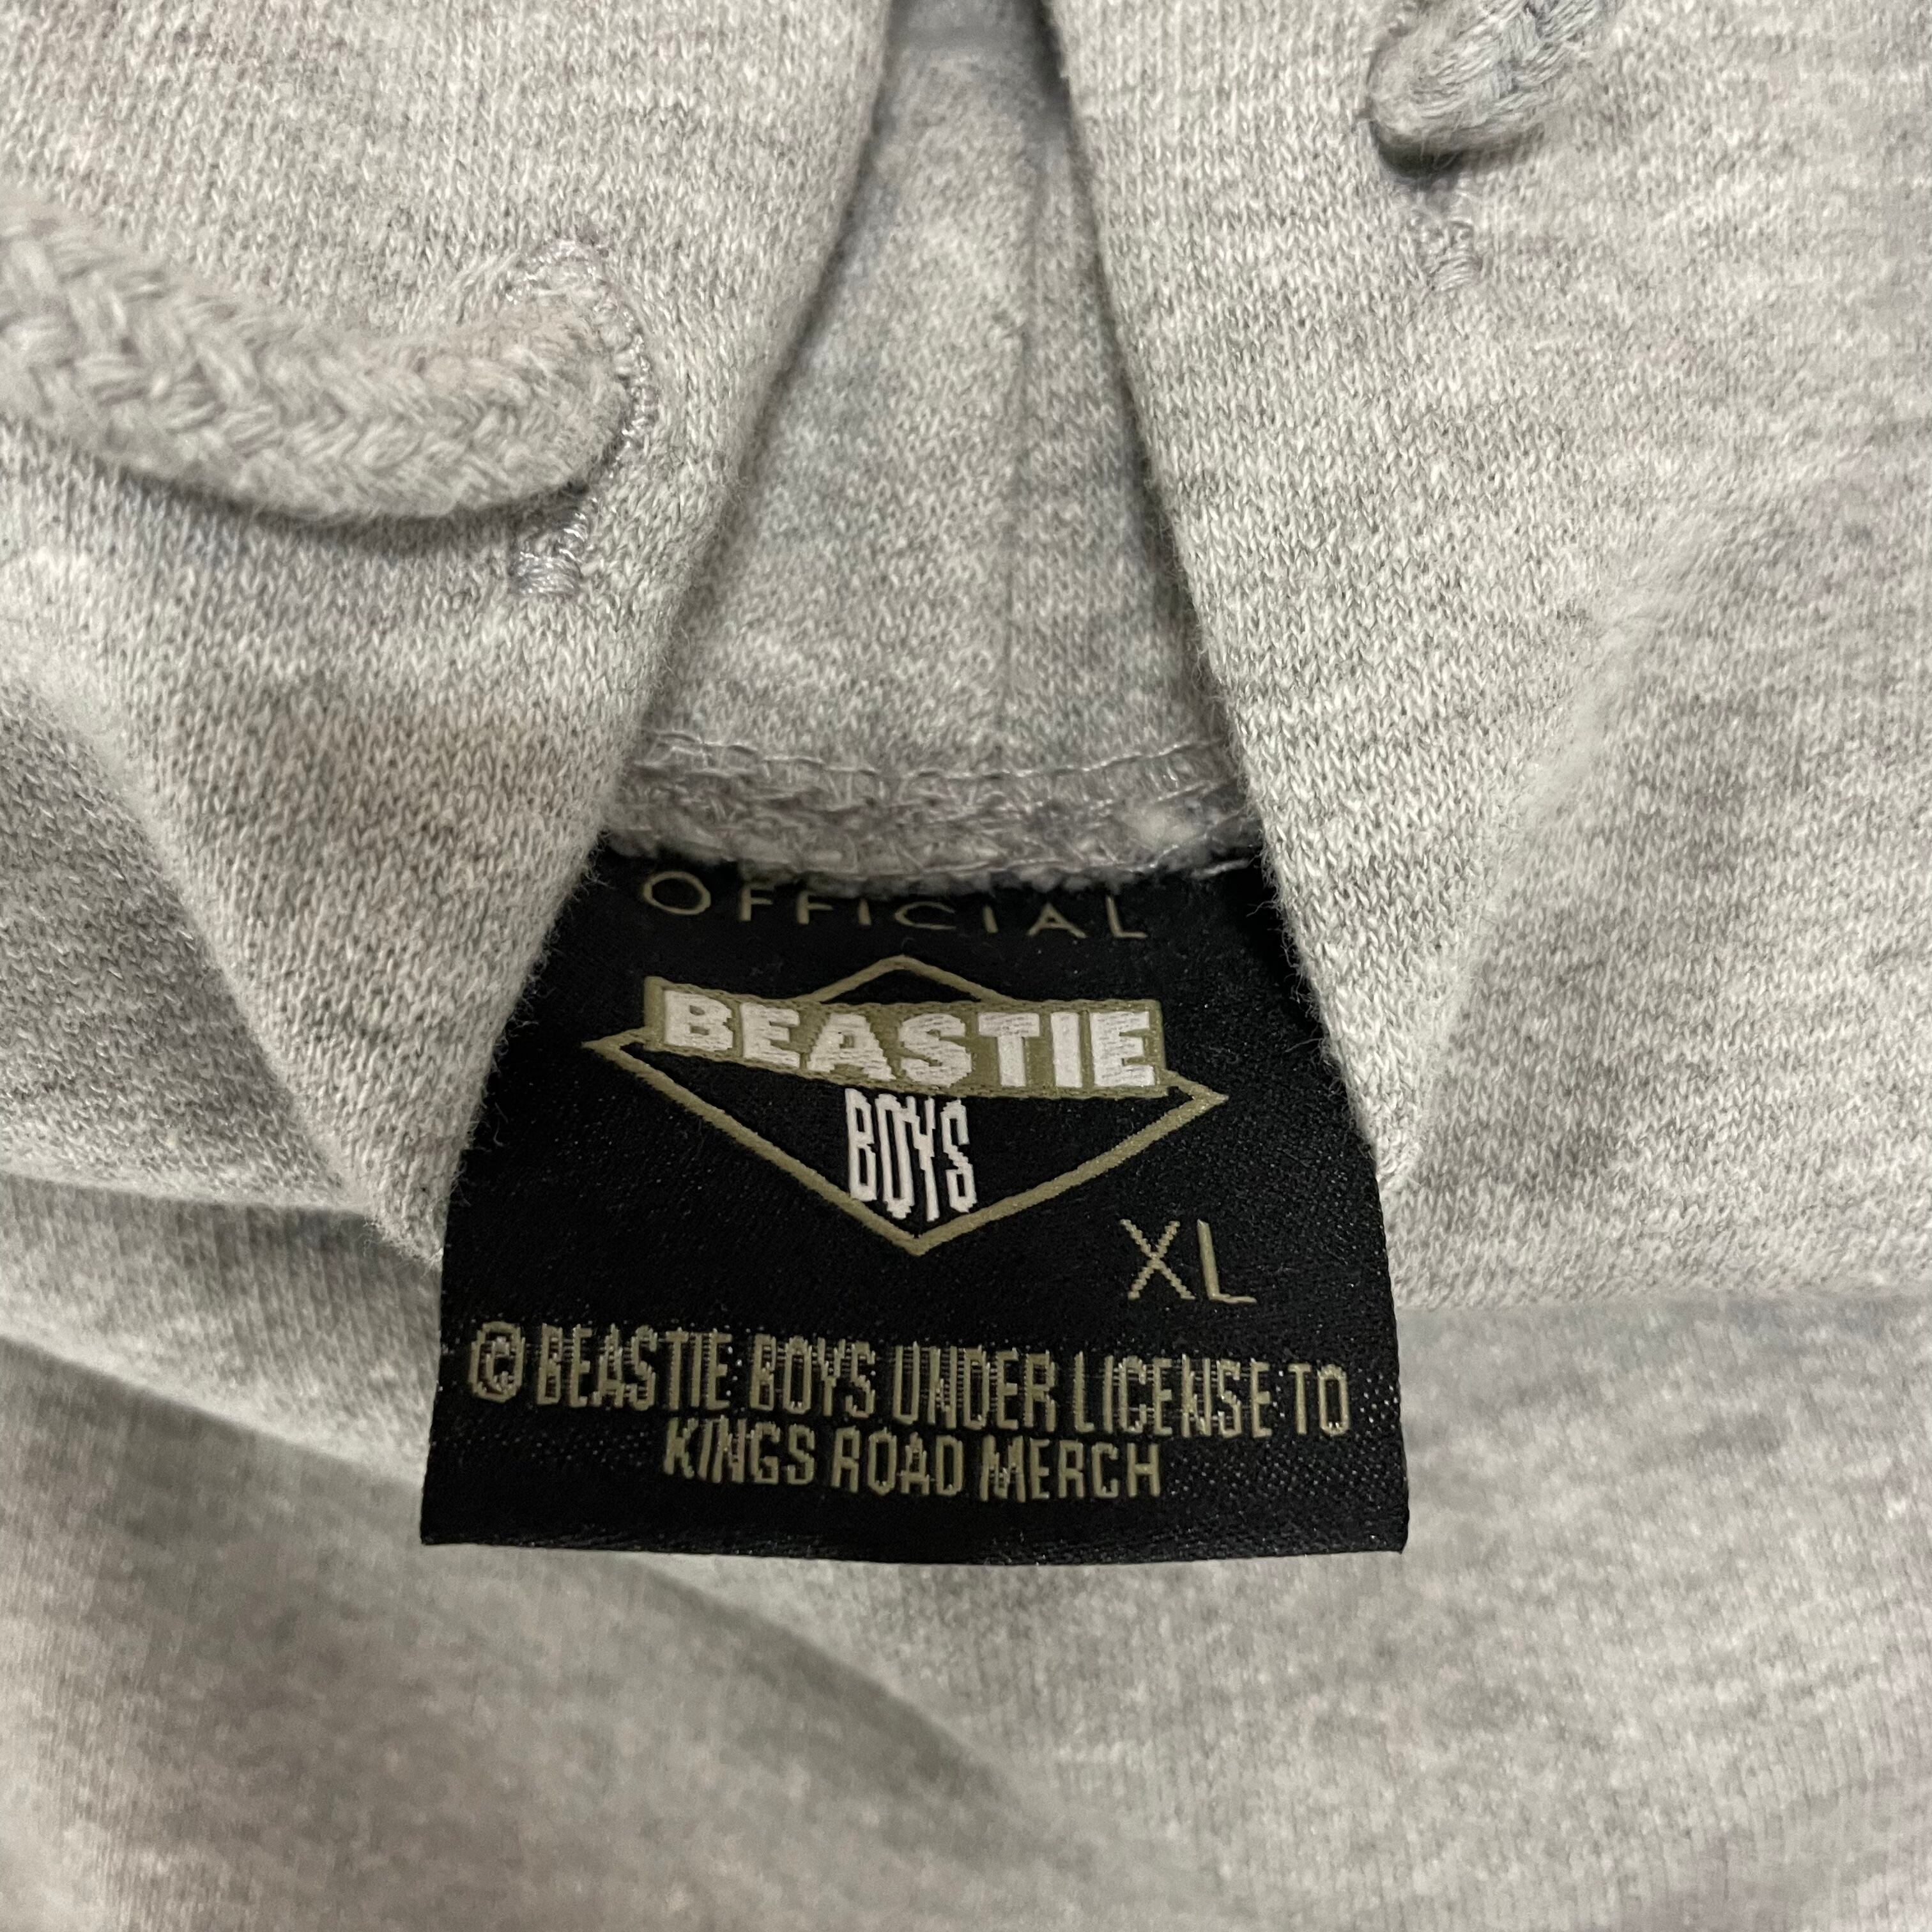 OFFICIAL
BEASTIE
BOYS
XL
© BEASTIE BOYS UNDER LICENSE TO
KINGS ROAD MERCH